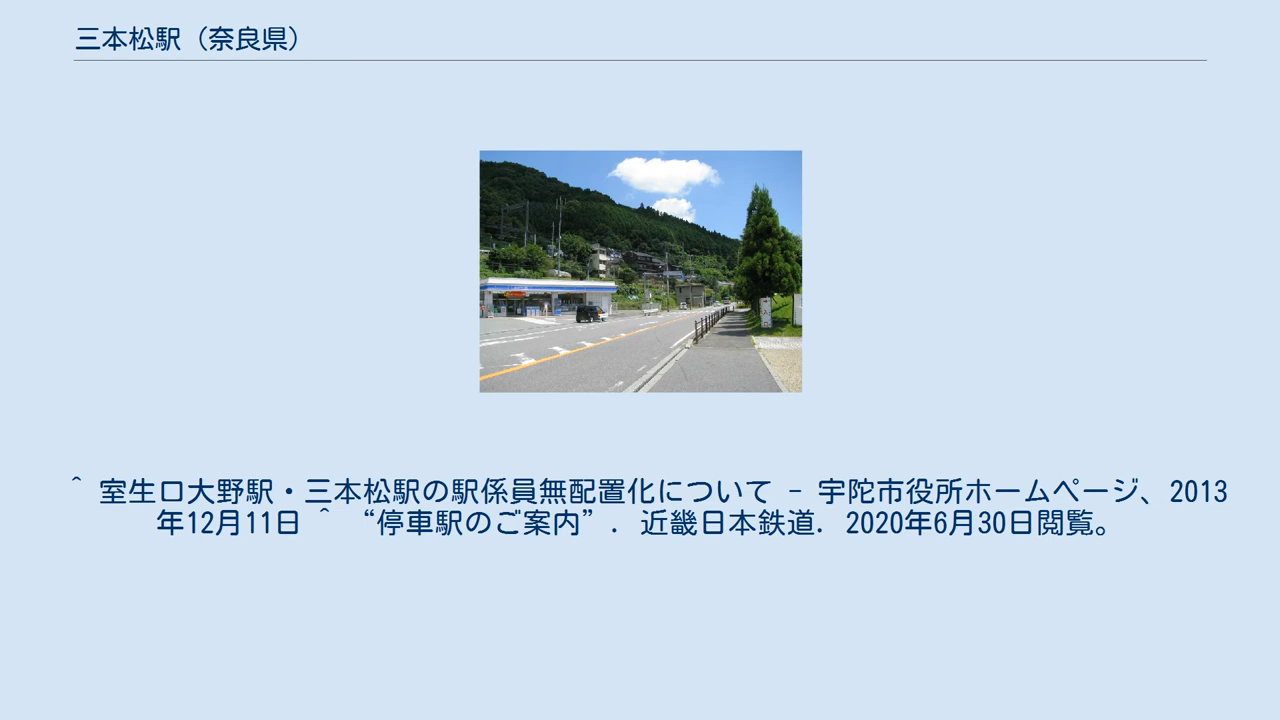 三本松駅（奈良県）
^ 室生口大野駅・三本松駅の駅係員無配置化について - 宇陀市役所ホームページ、2013
年12月11日 ^ “停車駅のご案内”. 近畿日本鉄道. 2020年6月30日閲覧。